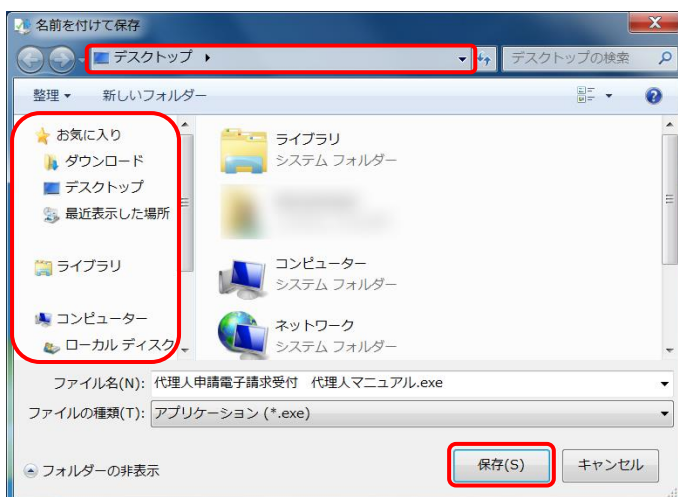 名前を付けて保存
デスクトップ
デスクトップの検索
整理
新しいフォルダー
お気に入り
ダウンロード
デスクトップ
最近表示した場所
ライブラリ
コンピューター
ローカル ディスク
ライブラリ
システム フォルダー
コンピューター
システム フォルダー
ネットワーク
システム フォルダー
ファイル名(N): 代理人申請電子請求受付　代理人マニュアル.exe
ファイルの種類(T): アプリケーション (*.exe)
フォルダーの非表示
保存(S)
キャンセル